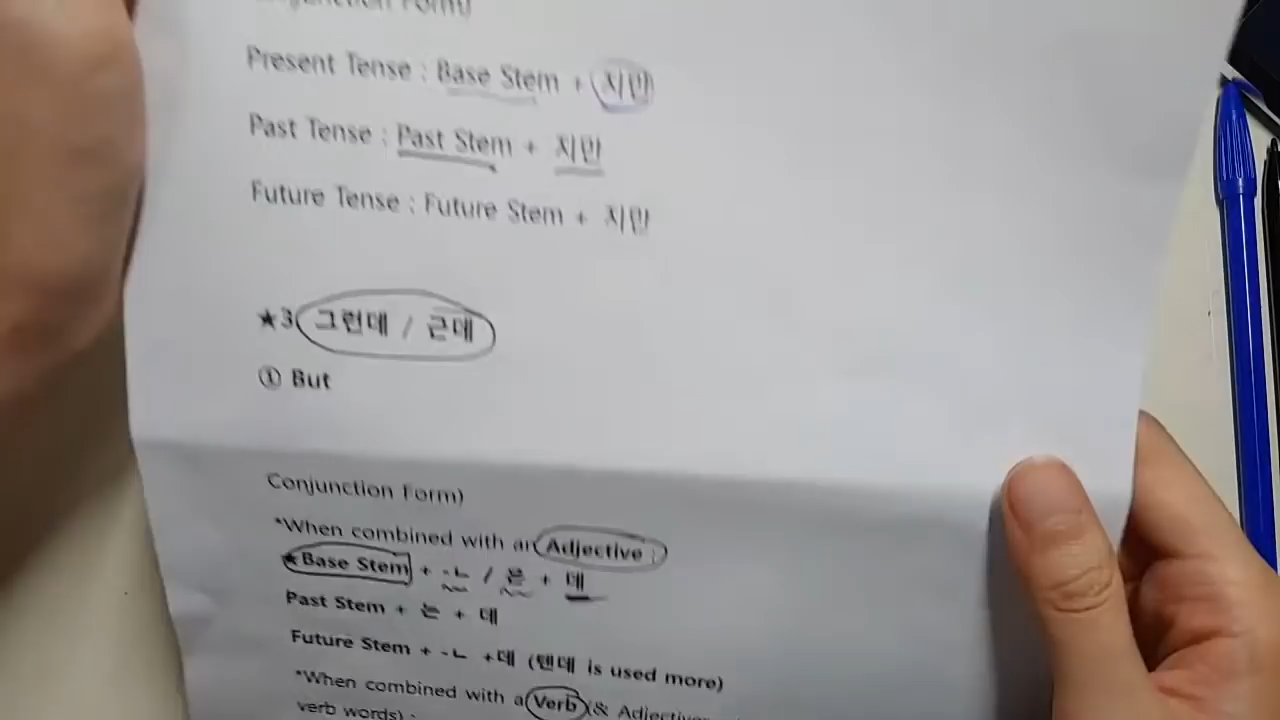 Form)
Present Tense : Base Stem + 지만
Past Tense : Past Stem + 지만
Future Tense : Future Stem + 지만
★3 그런데 / 근데
① But
Conjunction Form)
*When combined with an Adjective :
★Base Stem + -ㄴ / 은 + 데
Past Stem + 는 + 데
Future Stem + -ㄴ +데 (텐데 is used more)
*When combined with a Verb (& Adjective
verb words) :